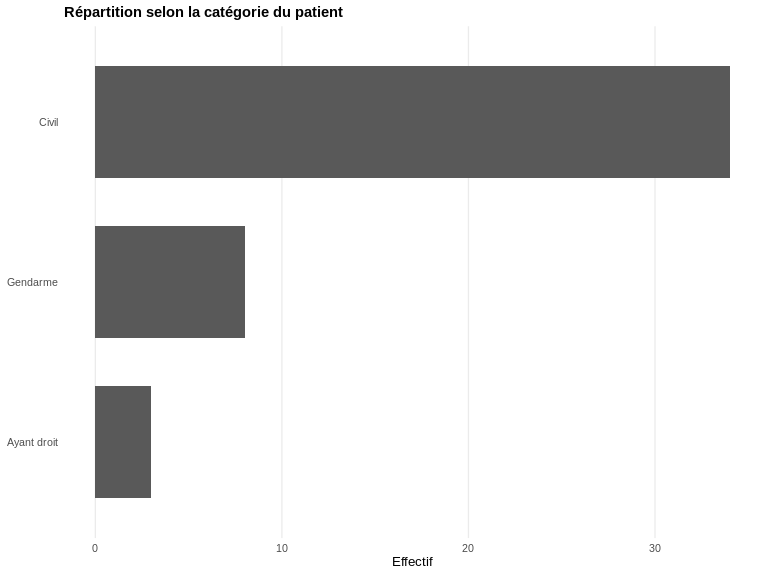 Répartition selon la catégorie du patient
Civil
Gendarme
Ayant droit
0 10 20 30
Effectif